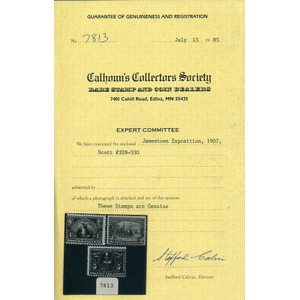 GUARANTEE OF GENUINENESS AND REGISTRATION
No. 7813 July 15 19 85
Calhoun's Collectors Society
RARE STAMP AND COIN DEALERS
7401 Cahill Road, Edina, MN 55435
EXPERT COMMITTEE
We have examined the enclosed Jamestown Exposition, 1907,
Scott #328-330
submitted by
of which a photograph is attached and are of the opinion
These Stamps are Genuine
Stafford Calvin
Stafford Calvin, Director
7813